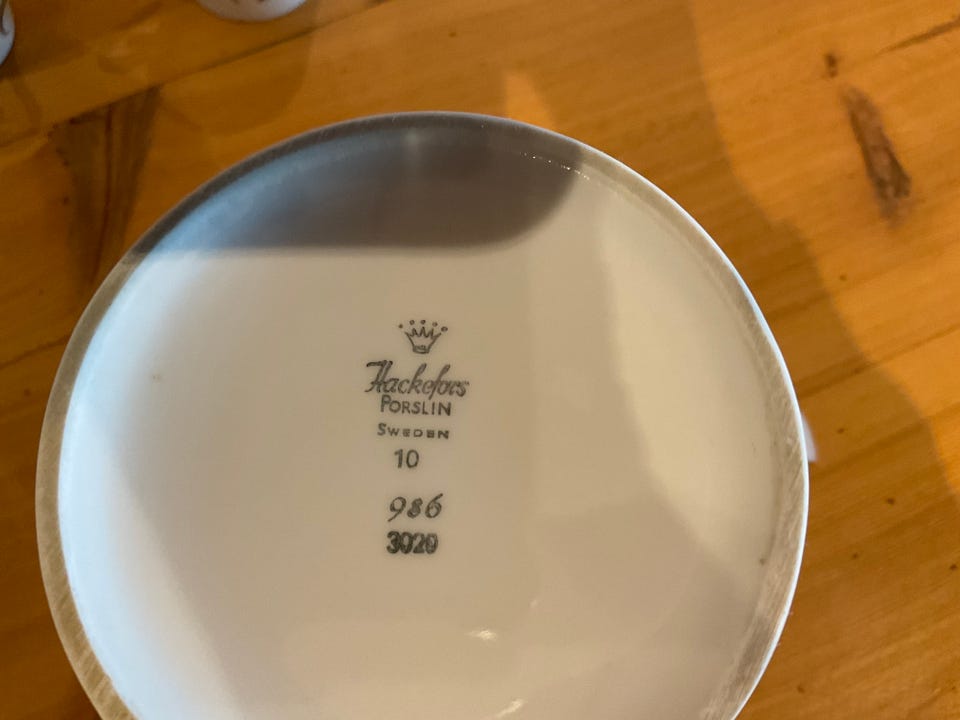 Hackefors
PORSLIN
SWEDEN
10
986
3020